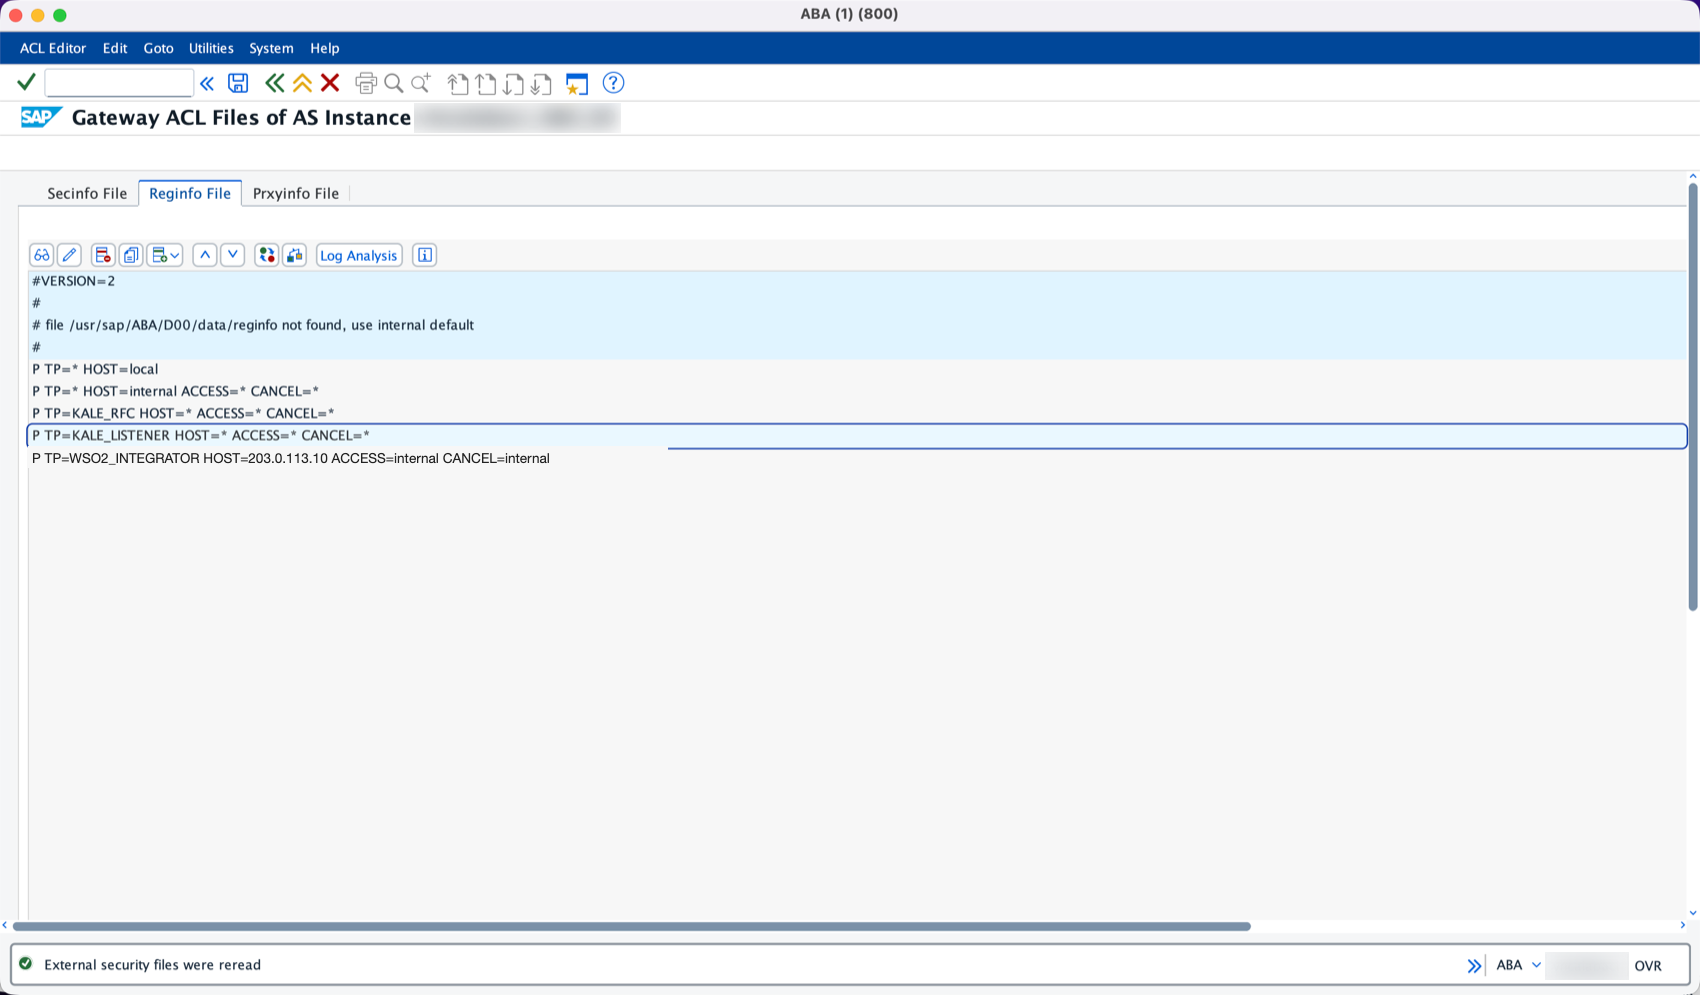 ABA (1) (800)
ACL Editor Edit Goto Utilities System Help
SAP Gateway ACL Files of AS Instance
Secinfo File Reginfo File Prxyinfo File
Log Analysis
#VERSION=2
#
# file /usr/sap/ABA/D00/data/reginfo not found, use internal default
#
P TP=* HOST=local
P TP=* HOST=internal ACCESS=* CANCEL=*
P TP=KALE_RFC HOST=* ACCESS=* CANCEL=*
P TP=KALE_LISTENER HOST=* ACCESS=* CANCEL=*
P TP=WSO2_INTEGRATOR HOST=203.0.113.10 ACCESS=internal CANCEL=internal
External security files were reread ABA OVR